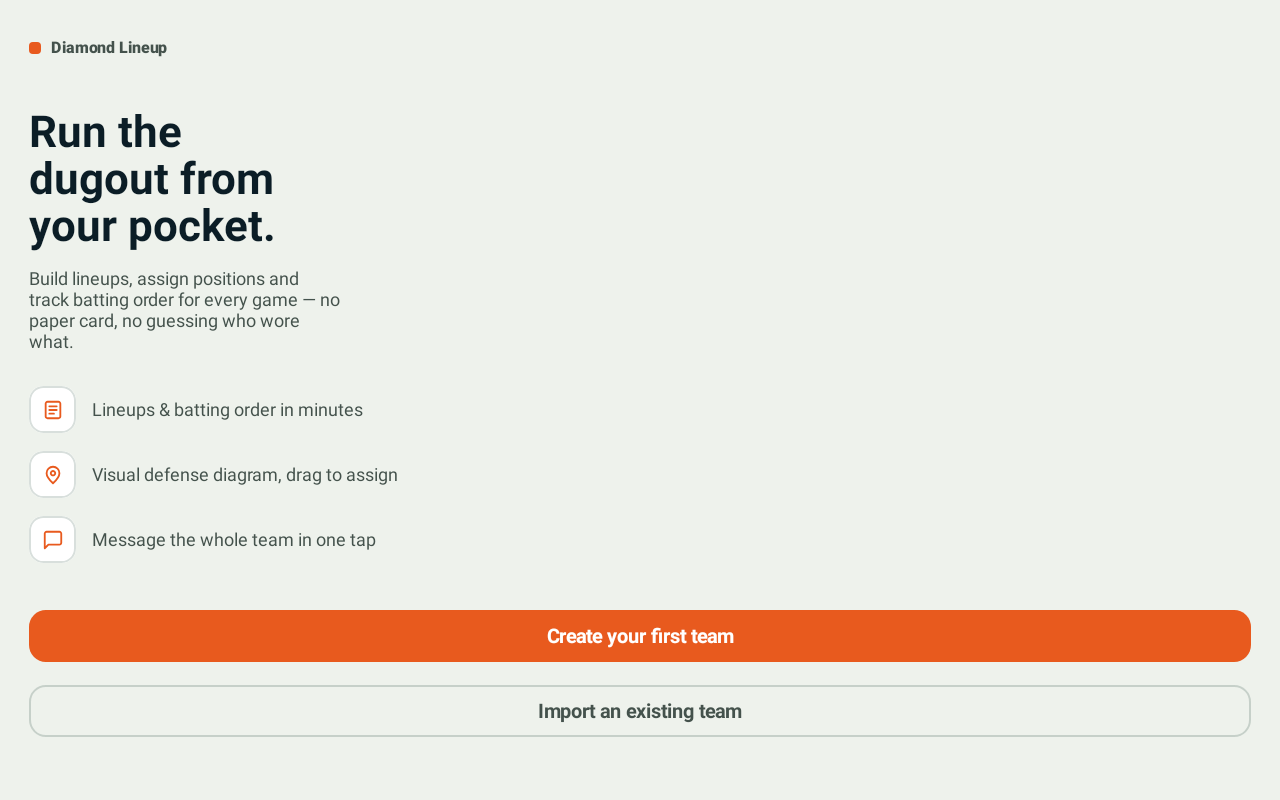 Diamond Lineup
Run the
dugout from
your pocket.
Build lineups, assign positions and
track batting order for every game — no
paper card, no guessing who wore
what.
Lineups & batting order in minutes
Visual defense diagram, drag to assign
Message the whole team in one tap
Create your first team
Import an existing team